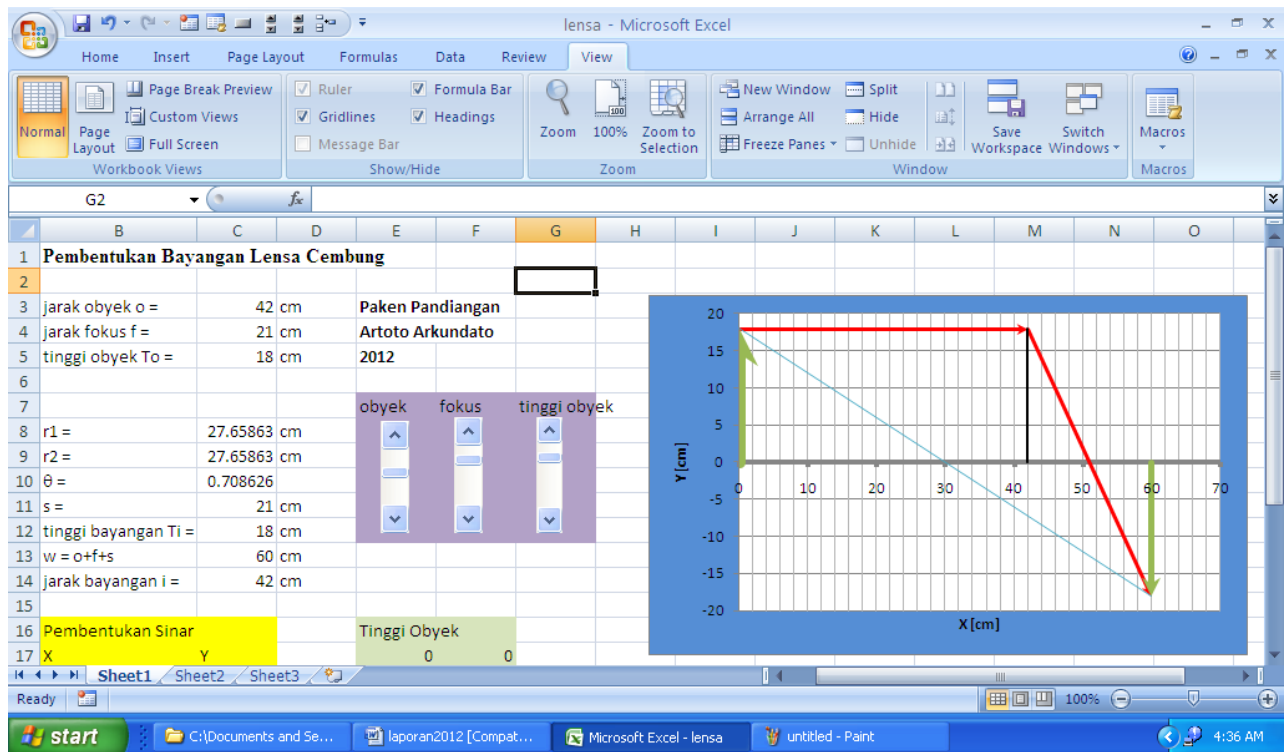 lensa - Microsoft Excel
Home Insert Page Layout Formulas Data Review View
Normal
Page Layout
Page Break Preview
Custom Views
Full Screen
Workbook Views
Ruler
Gridlines
Message Bar
Formula Bar
Headings
Show/Hide
Zoom
100
100%
Zoom to Selection
Zoom
New Window
Arrange All
Freeze Panes
Split
Hide
Unhide
Save Workspace
Switch Windows
Window
Macros
Macros
G2 fx
B C D E F G H I J K L M N O
1 Pembentukan Bayangan Lensa Cembung
2
3 jarak obyek o = 42 cm Paken Pandiangan
4 jarak fokus f = 21 cm Artoto Arkundato
5 tinggi obyek To = 18 cm 2012
6
7 obyek fokus tinggi obyek
8 r1 = 27.65863 cm
9 r2 = 27.65863 cm
10 θ = 0.708626
11 s = 21 cm
12 tinggi bayangan Ti = 18 cm
13 w = o+f+s 60 cm
14 jarak bayangan i = 42 cm
15
16 Pembentukan Sinar Tinggi Obyek
17 X Y 0 0
20
15
10
5
0
-5
-10
-15
-20
Y [cm]
0 10 20 30 40 50 60 70
X [cm]
Sheet1 Sheet2 Sheet3
Ready 100%
start C:\Documents and Se... laporan2012 [Compat... Microsoft Excel - lensa untitled - Paint 4:36 AM